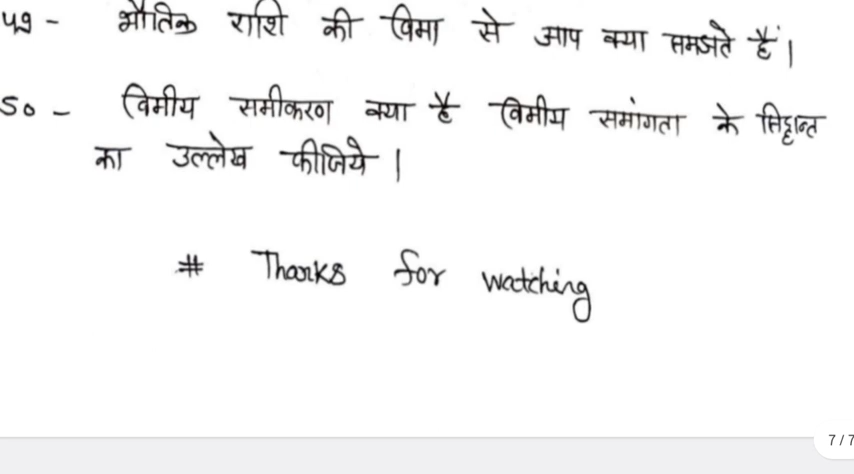 49 - भौतिक राशि की विमा से आप क्या समझते हैं।
50 - विमीय समीकरण क्या है विमीय समांगता के सिद्धान्त
का उल्लेख कीजिये।
# Thanks for watching
7/7